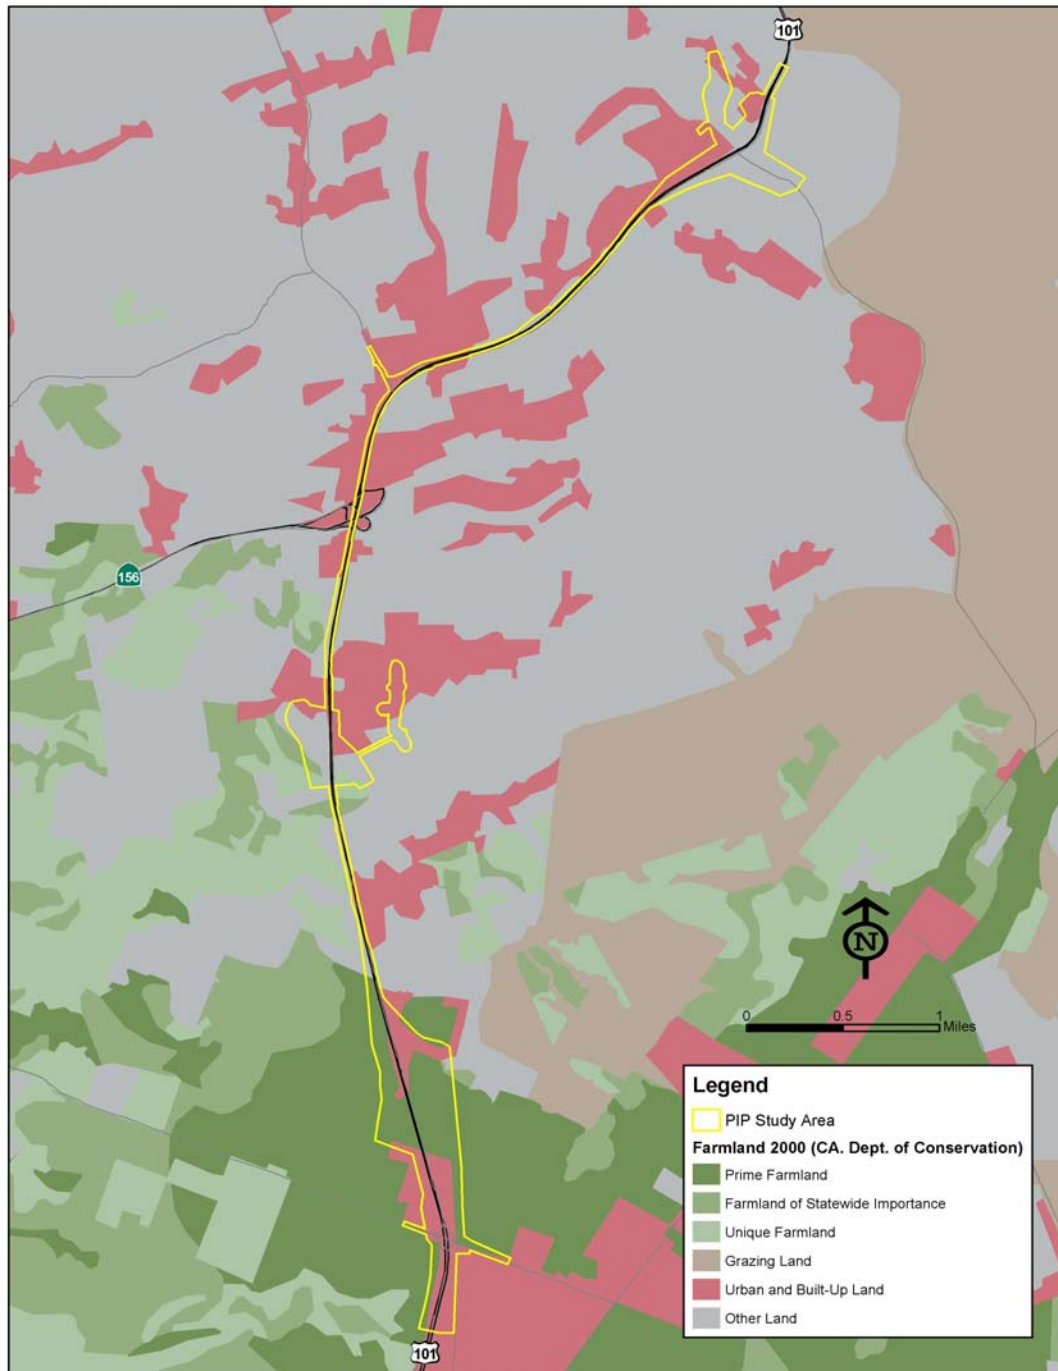 101
156
N
0 0.5 1
Miles
Legend
PIP Study Area
Farmland 2000 (CA. Dept. of Conservation)
Prime Farmland
Farmland of Statewide Importance
Unique Farmland
Grazing Land
Urban and Built-Up Land
Other Land
101